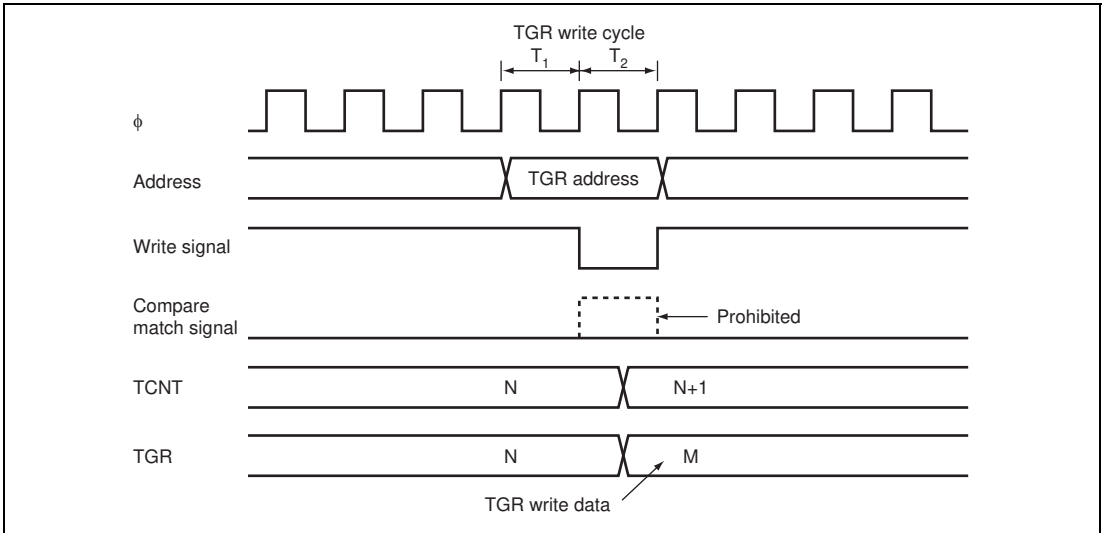 TGR write cycle
T1 T2
ϕ
Address
TGR address
Write signal
Compare
match signal
Prohibited
TCNT
N
N+1
TGR
N
M
TGR write data